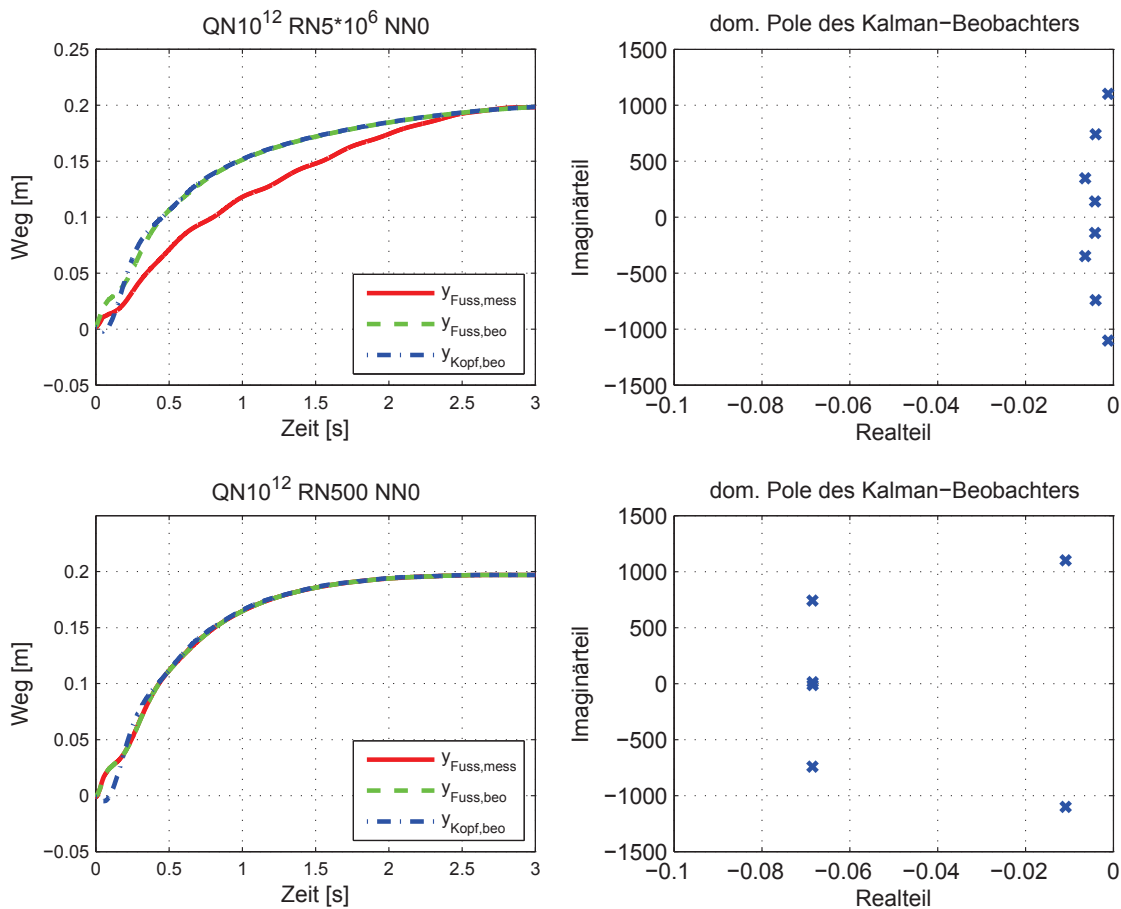 QN10^12 RN5*10^6 NN0
0.25
0.2
0.15
0.1
0.05
0
−0.05
Weg [m]
0 0.5 1 1.5 2 2.5 3
Zeit [s]
y_Fuss,mess
y_Fuss,beo
y_Kopf,beo
dom. Pole des Kalman−Beobachters
1500
1000
500
0
−500
−1000
−1500
Imaginärteil
−0.1 −0.08 −0.06 −0.04 −0.02 0
Realteil
QN10^12 RN500 NN0
0.2
0.15
0.1
0.05
0
−0.05
Weg [m]
0 0.5 1 1.5 2 2.5 3
Zeit [s]
y_Fuss,mess
y_Fuss,beo
y_Kopf,beo
dom. Pole des Kalman−Beobachters
1500
1000
500
0
−500
−1000
−1500
Imaginärteil
−0.1 −0.08 −0.06 −0.04 −0.02 0
Realteil